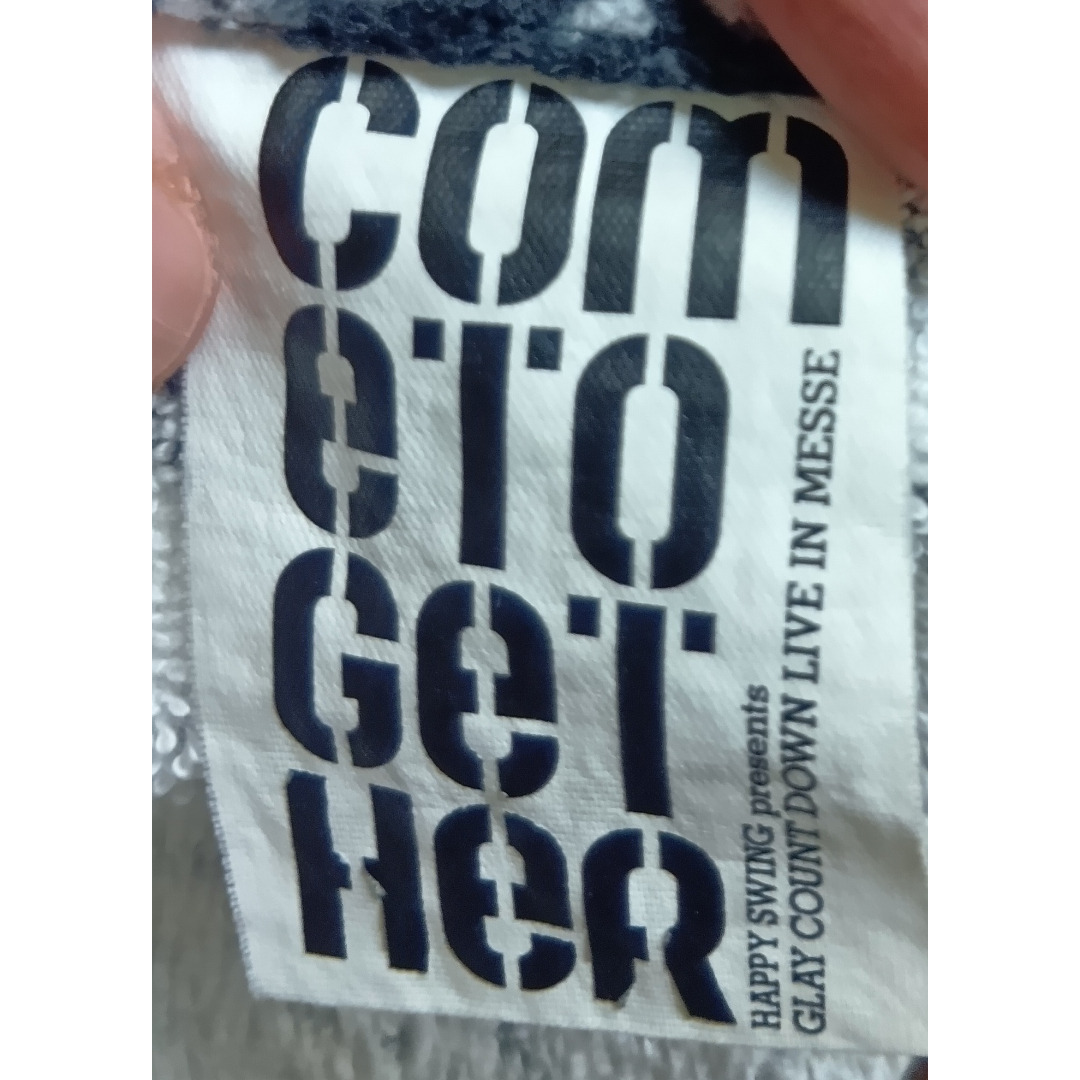 com
eTO
GeT
HeR
HAPPY SWING presents
GLAY COUNT DOWN LIVE IN MESSE